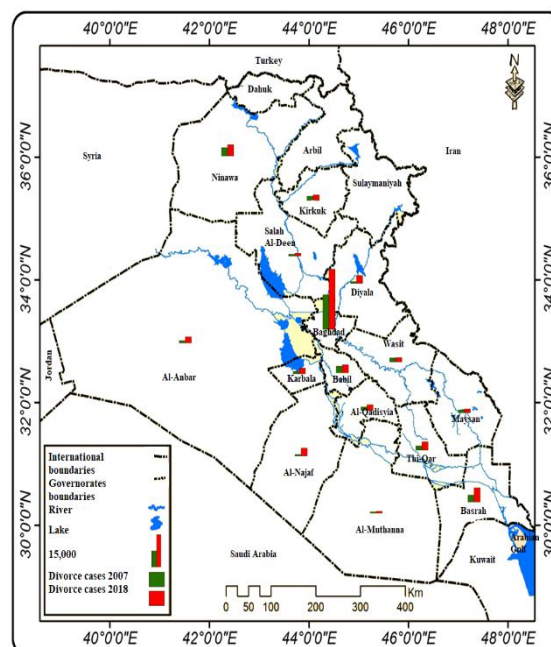 40°0'0"E 42°0'0"E 44°0'0"E 46°0'0"E 48°0'0"E
Turkey
Dahuk
N
36°0'0"N 36°0'0"N
Syria
Arbil
Iran
Ninawa
Sulaymaniyah
Kirkuk
Salah
Al-Deen
34°0'0"N 34°0'0"N
Diyala
Baghdad
Wasit
Jordan
Al-Anbar
Karbala
Babil
32°0'0"N 32°0'0"N
Al-Qadisyia
Maysan
Al-Najaf
Thi-Qar
Basrah
30°0'0"N 30°0'0"N
Al-Muthanna
Arabian
Golf
Saudi Arabia
Kuwait
International
boundaries
Governorates
boundaries
River
Lake
15,000
Divorce cases 2007
Divorce cases 2018
Km
0 50 100 200 300 400
40°0'0"E 42°0'0"E 44°0'0"E 46°0'0"E 48°0'0"E